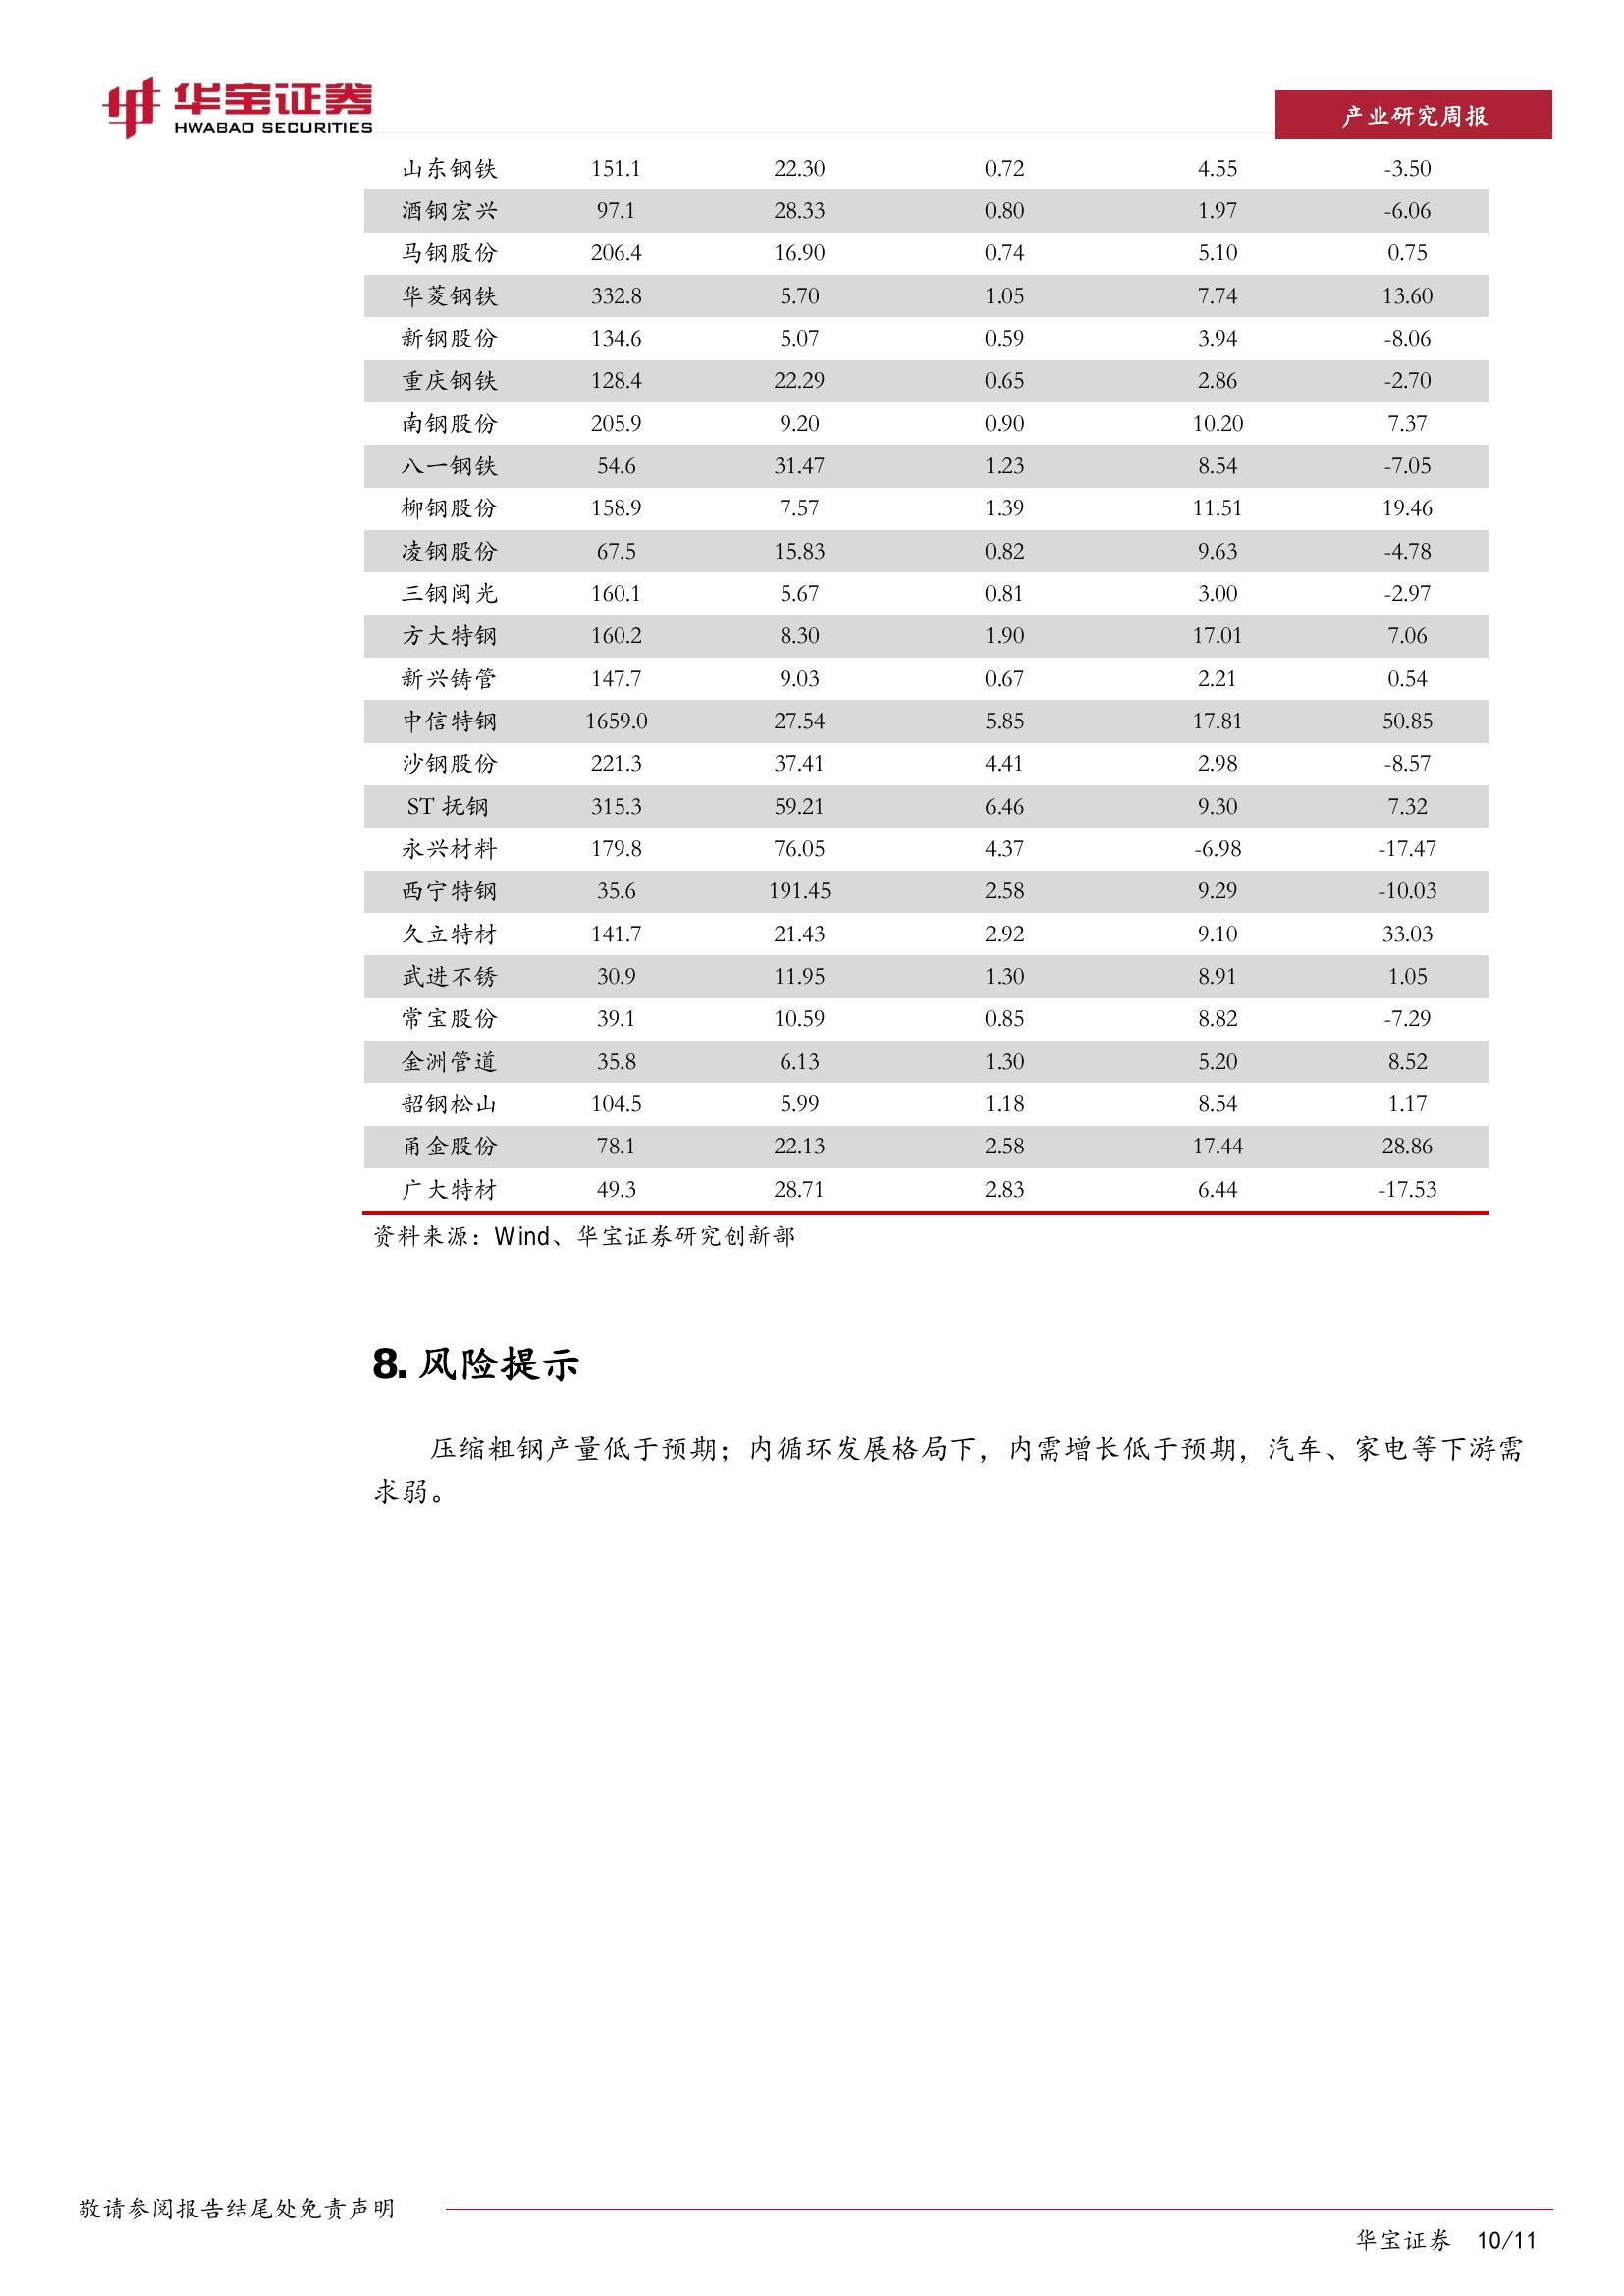 华宝证券
HWABAO SECURITIES
产业研究周报
山东钢铁 151.1 22.30 0.72 4.55 -3.50
酒钢宏兴 97.1 28.33 0.80 1.97 -6.06
马钢股份 206.4 16.90 0.74 5.10 0.75
华菱钢铁 332.8 5.70 1.05 7.74 13.60
新钢股份 134.6 5.07 0.59 3.94 -8.06
重庆钢铁 128.4 22.29 0.65 2.86 -2.70
南钢股份 205.9 9.20 0.90 10.20 7.37
八一钢铁 54.6 31.47 1.23 8.54 -7.05
柳钢股份 158.9 7.57 1.39 11.51 19.46
凌钢股份 67.5 15.83 0.82 9.63 -4.78
三钢闽光 160.1 5.67 0.81 3.00 -2.97
方大特钢 160.2 8.30 1.90 17.01 7.06
新兴铸管 147.7 9.03 0.67 2.21 0.54
中信特钢 1659.0 27.54 5.85 17.81 50.85
沙钢股份 221.3 37.41 4.41 2.98 -8.57
ST 抚钢 315.3 59.21 6.46 9.30 7.32
永兴材料 179.8 76.05 4.37 -6.98 -17.47
西宁特钢 35.6 191.45 2.58 9.29 -10.03
久立特材 141.7 21.43 2.92 9.10 33.03
武进不锈 30.9 11.95 1.30 8.91 1.05
常宝股份 39.1 10.59 0.85 8.82 -7.29
金洲管道 35.8 6.13 1.30 5.20 8.52
韶钢松山 104.5 5.99 1.18 8.54 1.17
甬金股份 78.1 22.13 2.58 17.44 28.86
广大特材 49.3 28.71 2.83 6.44 -17.53
资料来源：Wind、华宝证券研究创新部
8. 风险提示
压缩粗钢产量低于预期；内循环发展格局下，内需增长低于预期，汽车、家电等下游需
求弱。
敬请参阅报告结尾处免责声明
华宝证券 10/11